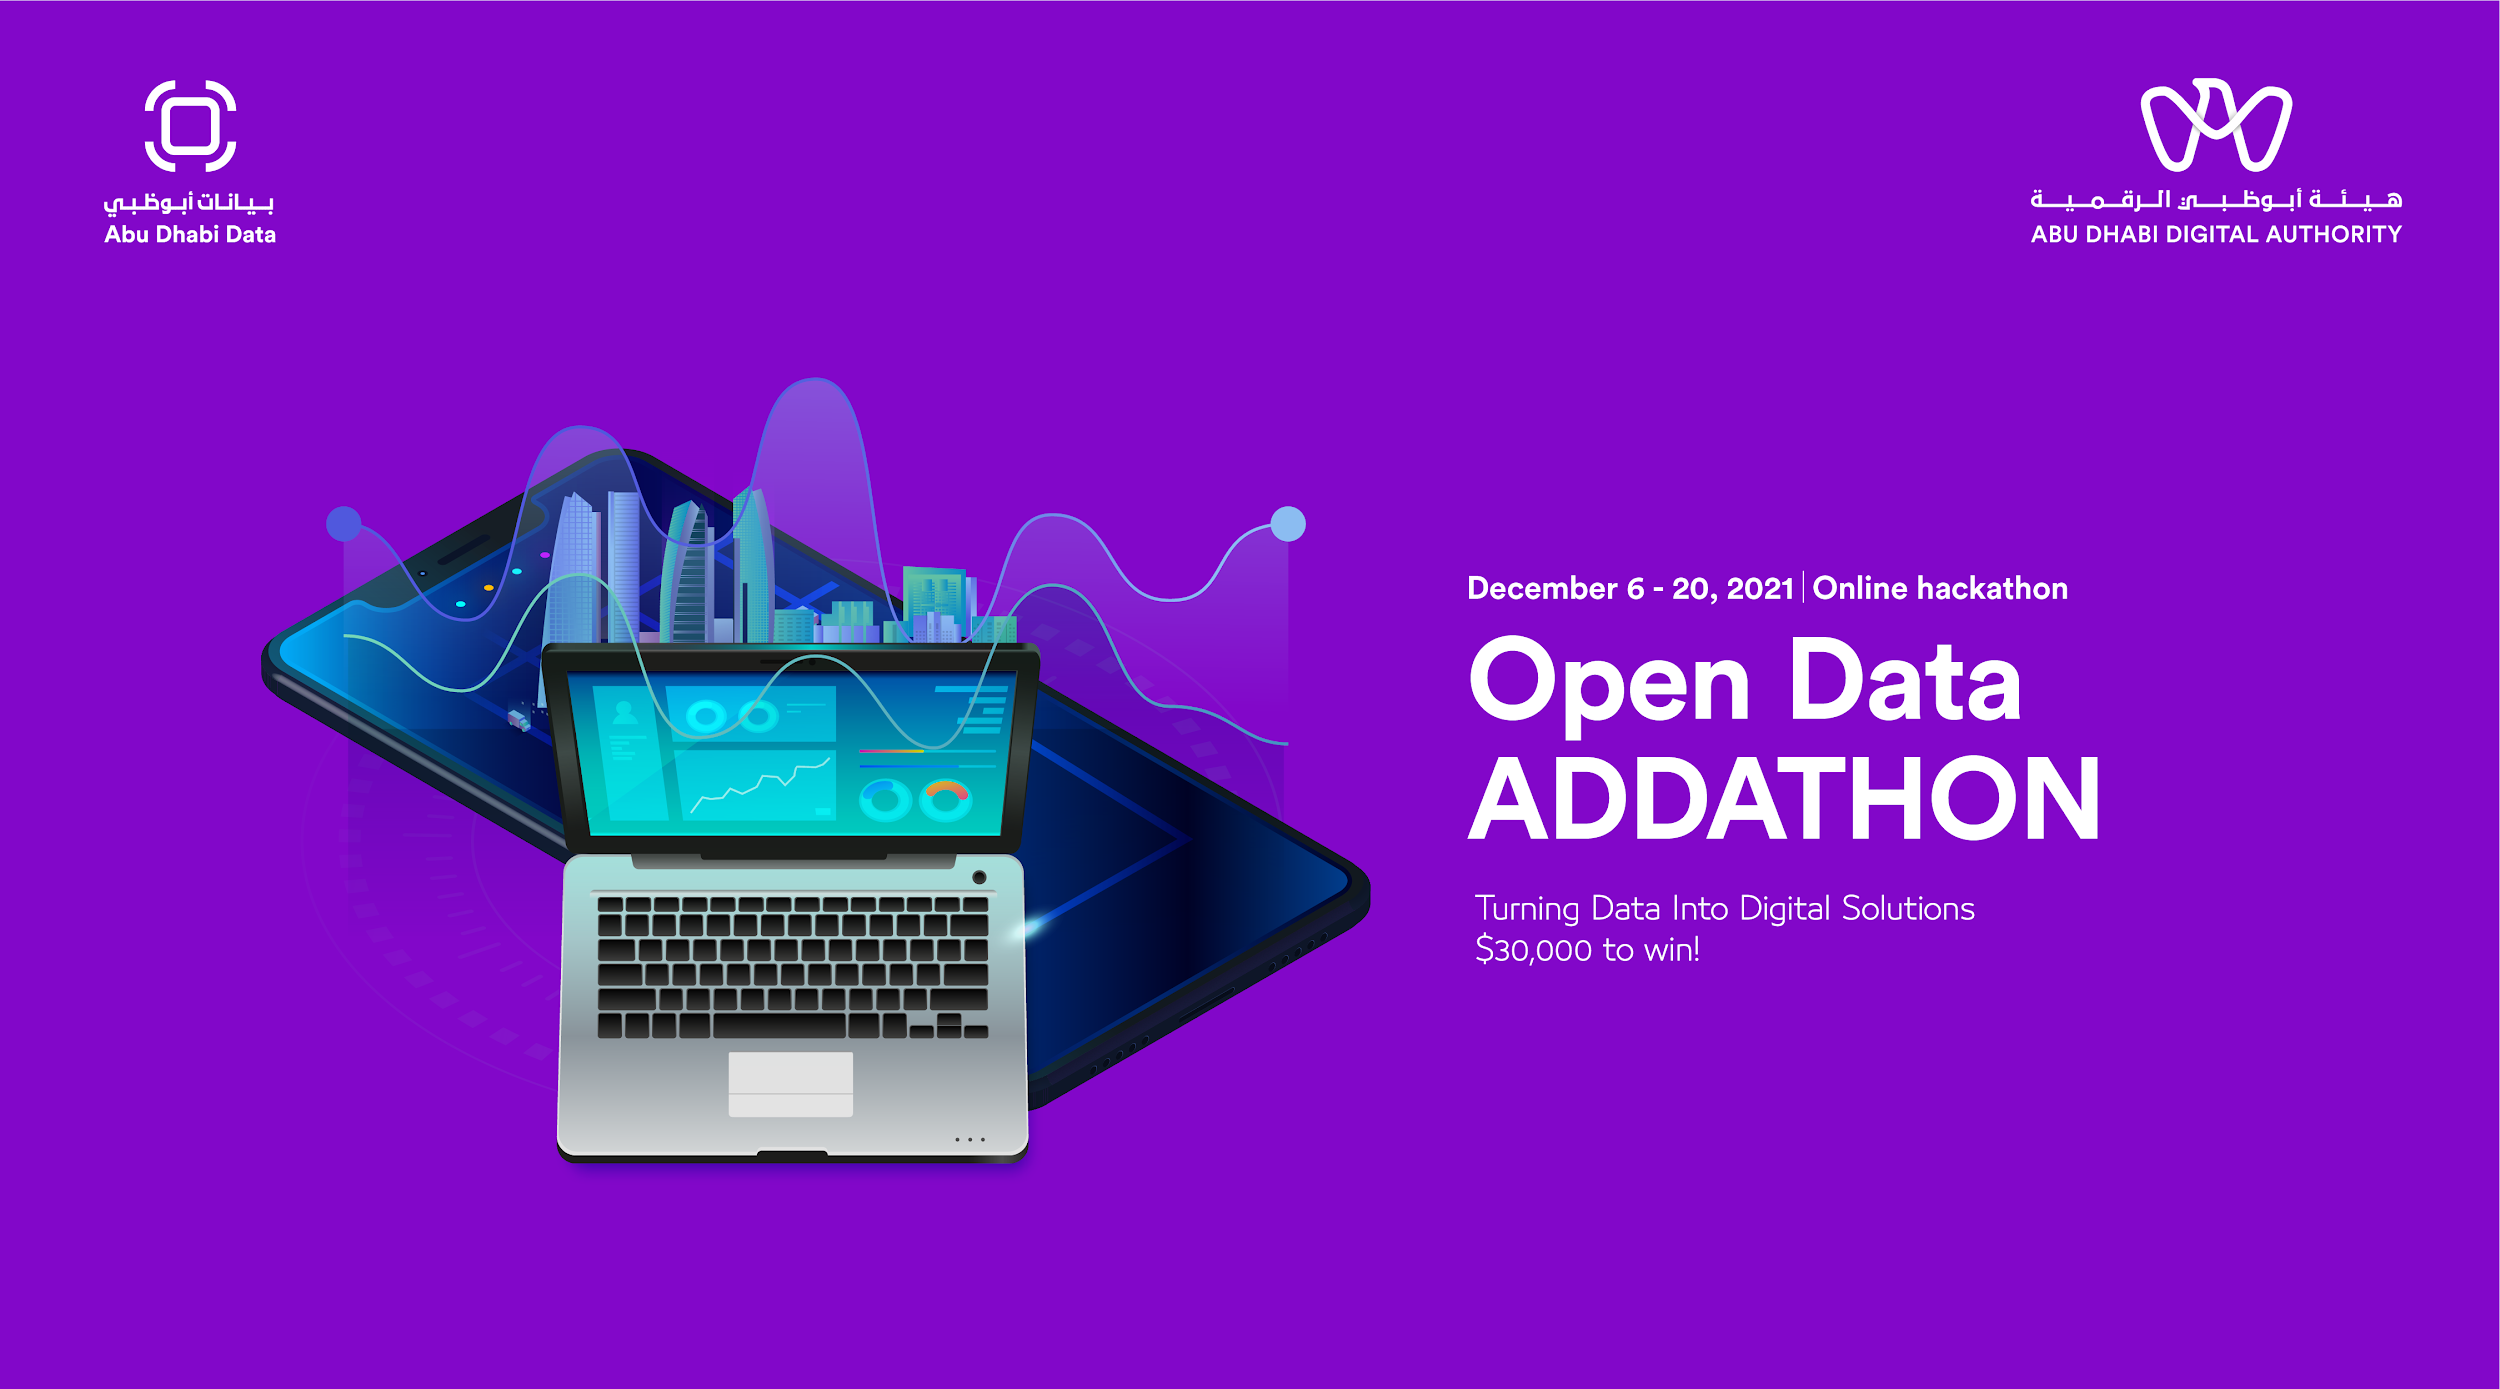 بيانات أبوظبي
Abu Dhabi Data
هيئة أبوظبي الرقمية
ABU DHABI DIGITAL AUTHORITY
December 6 - 20, 2021 | Online hackathon
Open Data
ADDATHON
Turning Data Into Digital Solutions
$30,000 to win!